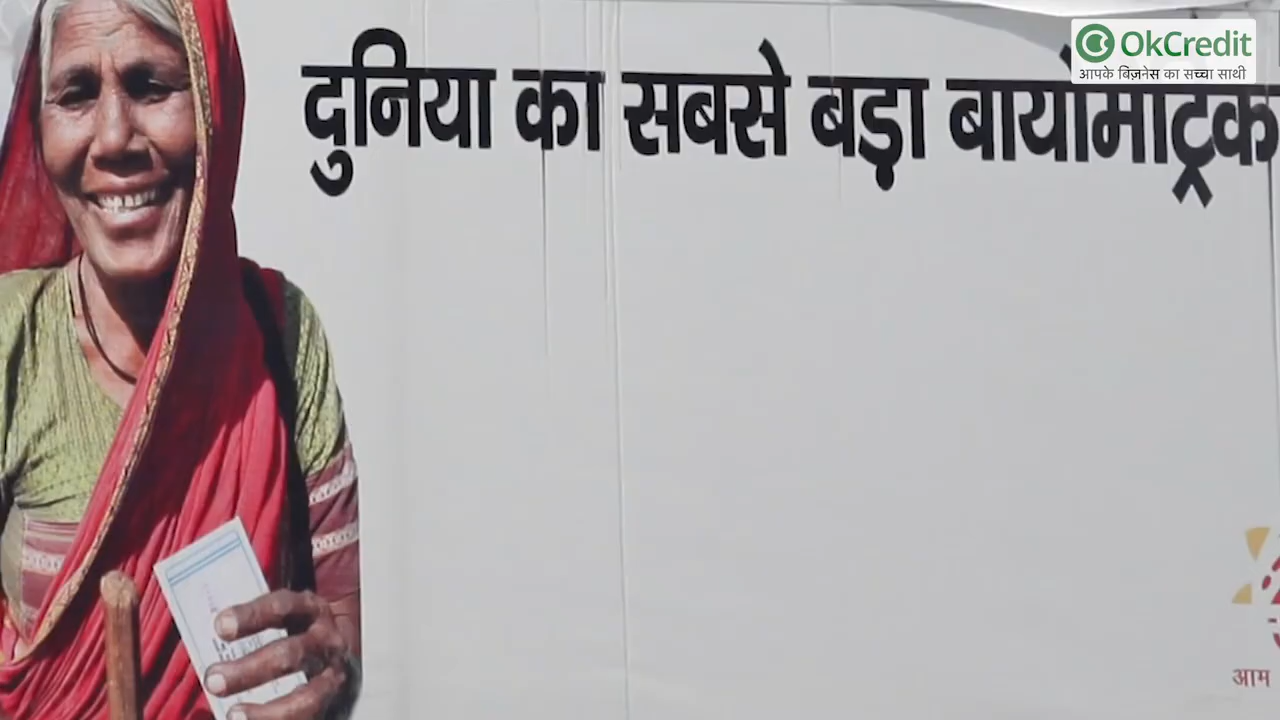 OkCredit
आपके बिज़नेस का सच्चा साथी
दुनिया का सबसे बड़ा बायोमीट्रिक
आम